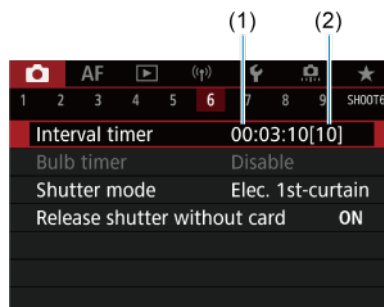 (1) (2)
AF
1 2 3 4 5 6 7 8 9 SHOOT6
Interval timer 00:03:10[10]
Bulb timer Disable
Shutter mode Elec. 1st-curtain
Release shutter without card ON